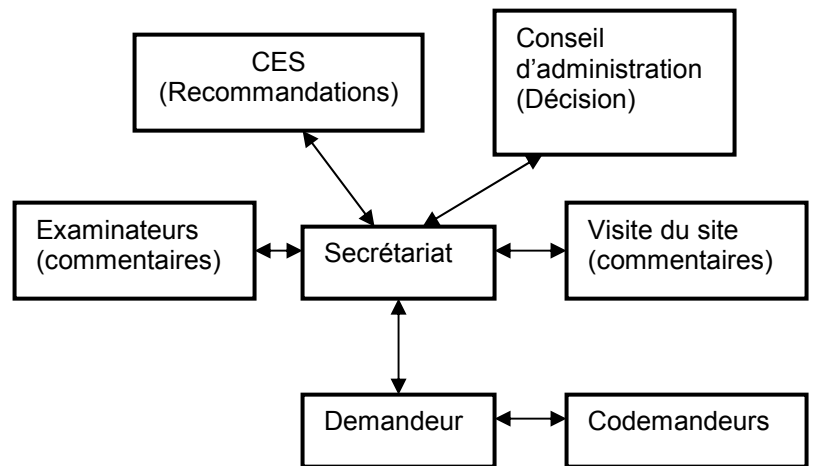 CES
(Recommandations)
Conseil
d'administration
(Décision)
Examinateurs
(commentaires)
Secrétariat
Visite du site
(commentaires)
Demandeur
Codemandeurs